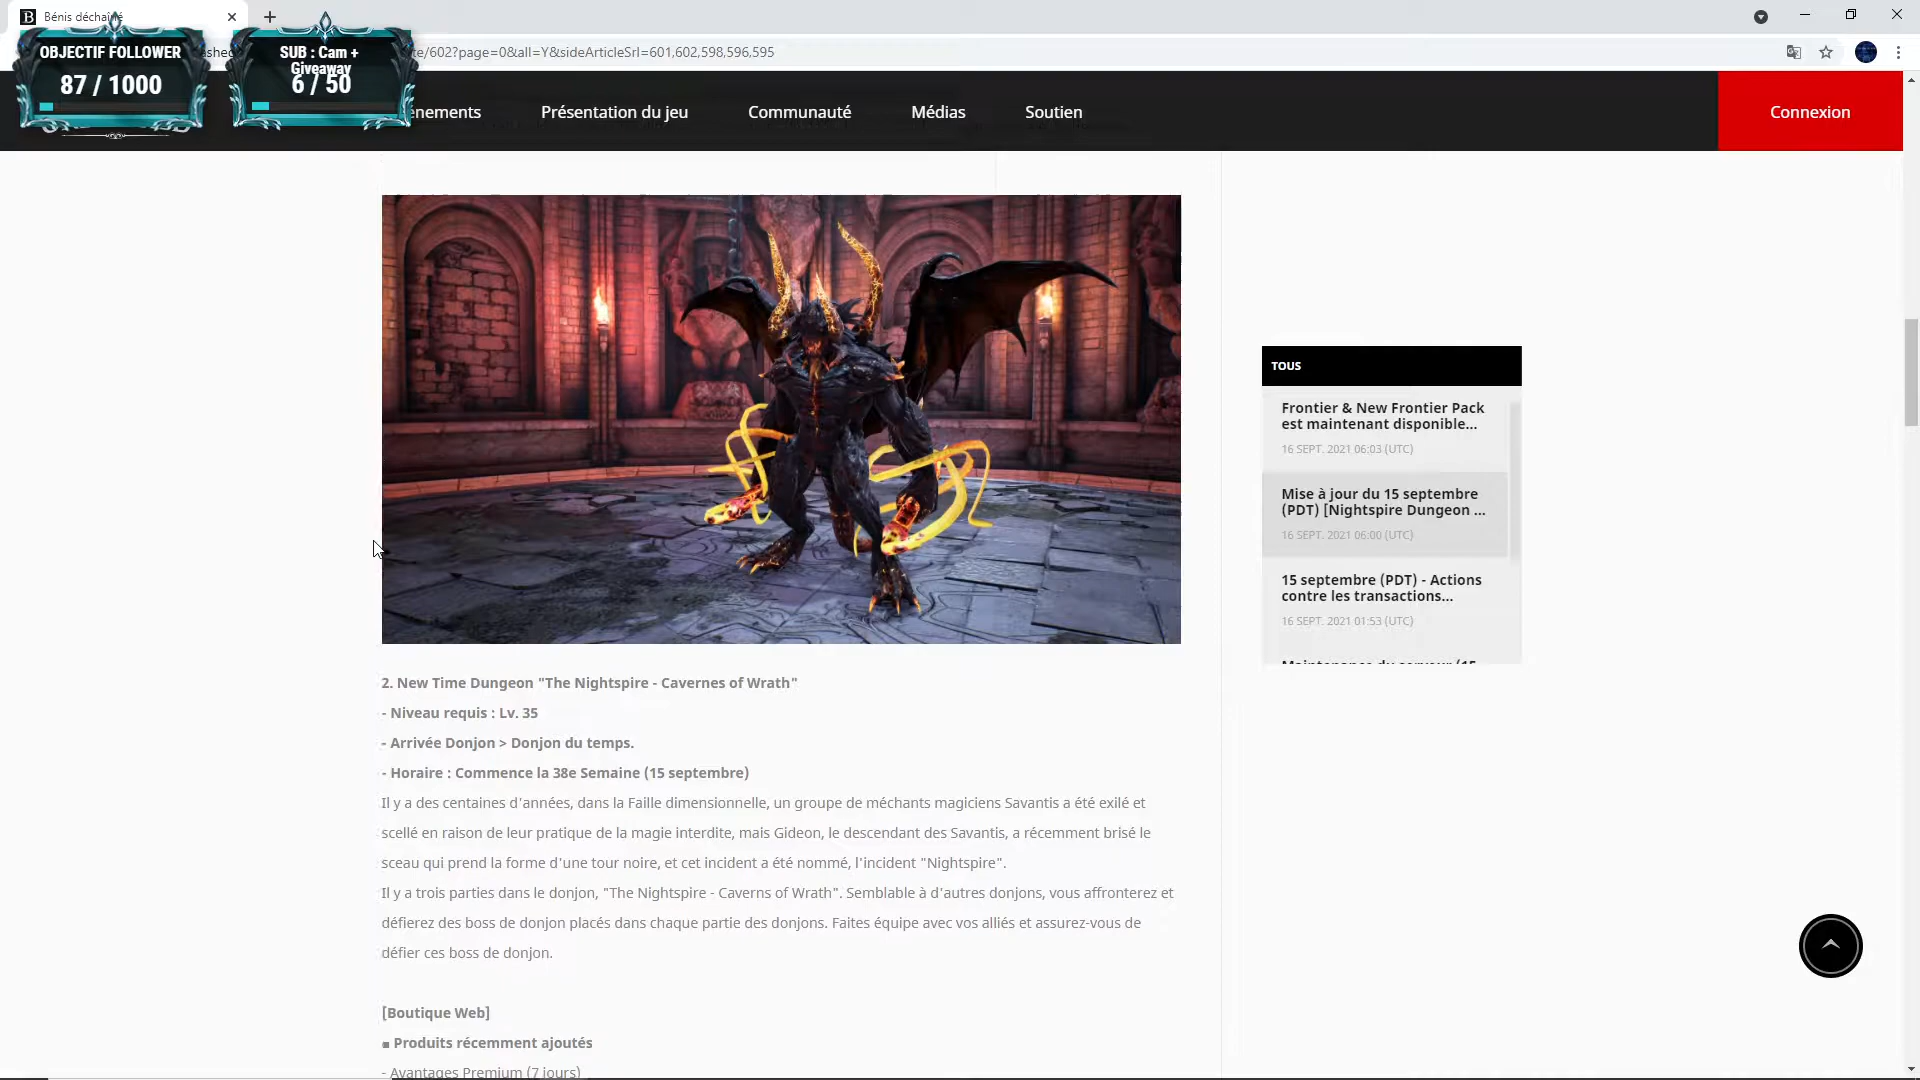 Bénis déchaîné
OBJECTIF FOLLOWER
87 / 1000
SUB : Cam +
Giveaway
6 / 50
te/602?page=0&all=Y&sideArticleSrl=601,602,598,596,595
Présentation du jeu
Communauté
Médias
Soutien
Connexion
TOUS
Frontier & New Frontier Pack
est maintenant disponible...
16 SEPT. 2021 06:03 (UTC)
Mise à jour du 15 septembre
(PDT) [Nightspire Dungeon ...
16 SEPT. 2021 06:00 (UTC)
15 septembre (PDT) - Actions
contre les transactions...
16 SEPT. 2021 01:53 (UTC)
Maintenance du serveur (15
2. New Time Dungeon "The Nightspire - Cavernes of Wrath"
- Niveau requis : Lv. 35
- Arrivée Donjon > Donjon du temps.
- Horaire : Commence la 38e Semaine (15 septembre)
Il y a des centaines d'années, dans la Faille dimensionnelle, un groupe de méchants magiciens Savantis a été exilé et
scellé en raison de leur pratique de la magie interdite, mais Gideon, le descendant des Savantis, a récemment brisé le
sceau qui prend la forme d'une tour noire, et cet incident a été nommé, l'incident "Nightspire".
Il y a trois parties dans le donjon, "The Nightspire - Caverns of Wrath". Semblable à d'autres donjons, vous affronterez et
défierez des boss de donjon placés dans chaque partie des donjons. Faites équipe avec vos alliés et assurez-vous de
défier ces boss de donjon.
[Boutique Web]
■ Produits récemment ajoutés
- Avantages Premium (7 jours)